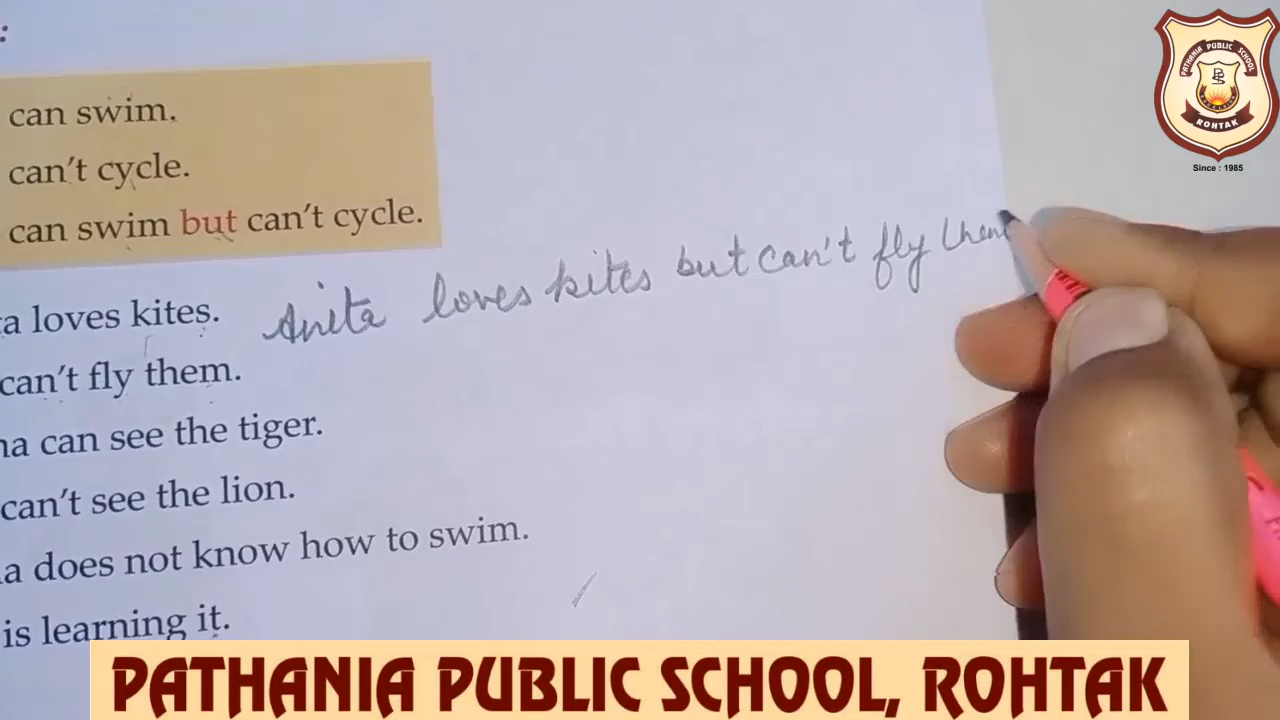 :
can swim.
can't cycle.
can swim but can't cycle.
a loves kites. Anita loves kites but can't fly them
can't fly them.
na can see the tiger.
can't see the lion.
a does not know how to swim.
is learning it.
PATHANIA PUBLIC SCHOOL
ROHTAK
Since : 1985
PATHANIA PUBLIC SCHOOL, ROHTAK